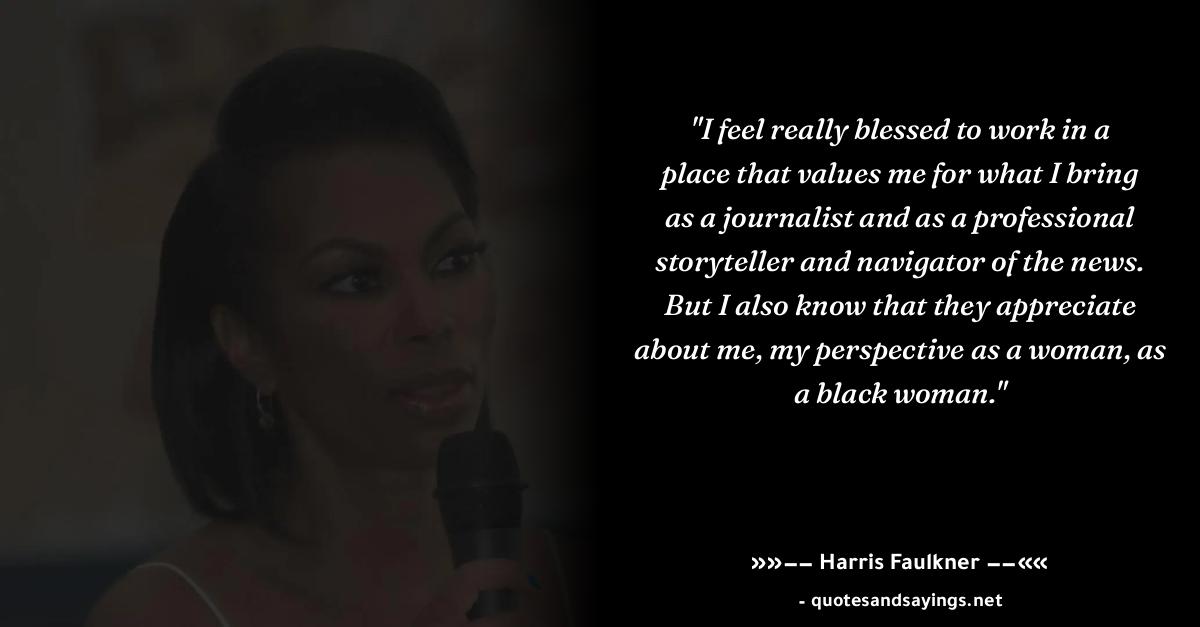 "I feel really blessed to work in a
place that values me for what I bring
as a journalist and as a professional
storyteller and navigator of the news.
But I also know that they appreciate
about me, my perspective as a woman, as
a black woman."
»»–– Harris Faulkner ––««
- quotesandsayings.net